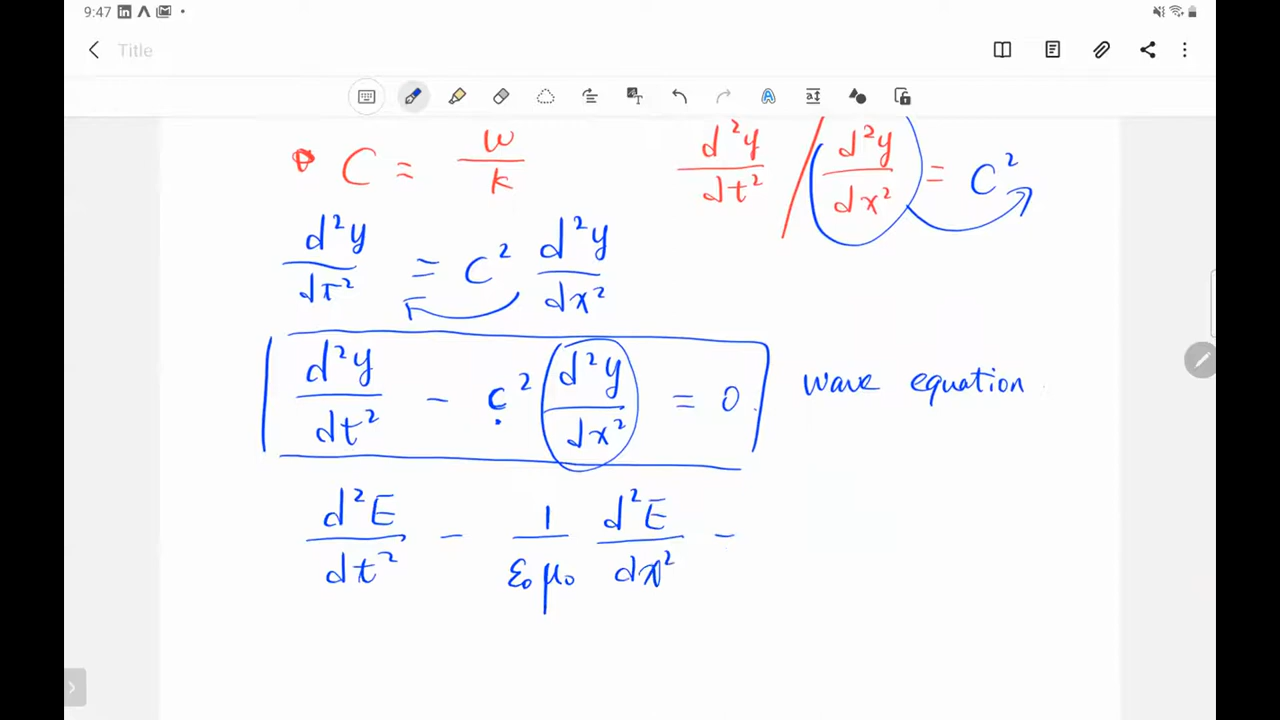 9:47
Title
C = w/k d²y/dt² / d²y/dx² = C²
d²y/dt² = C² d²y/dx²
d²y/dt² - c² d²y/dx² = 0. wave equation
d²E/dt² - 1/ε₀μ₀ d²E/dx² -